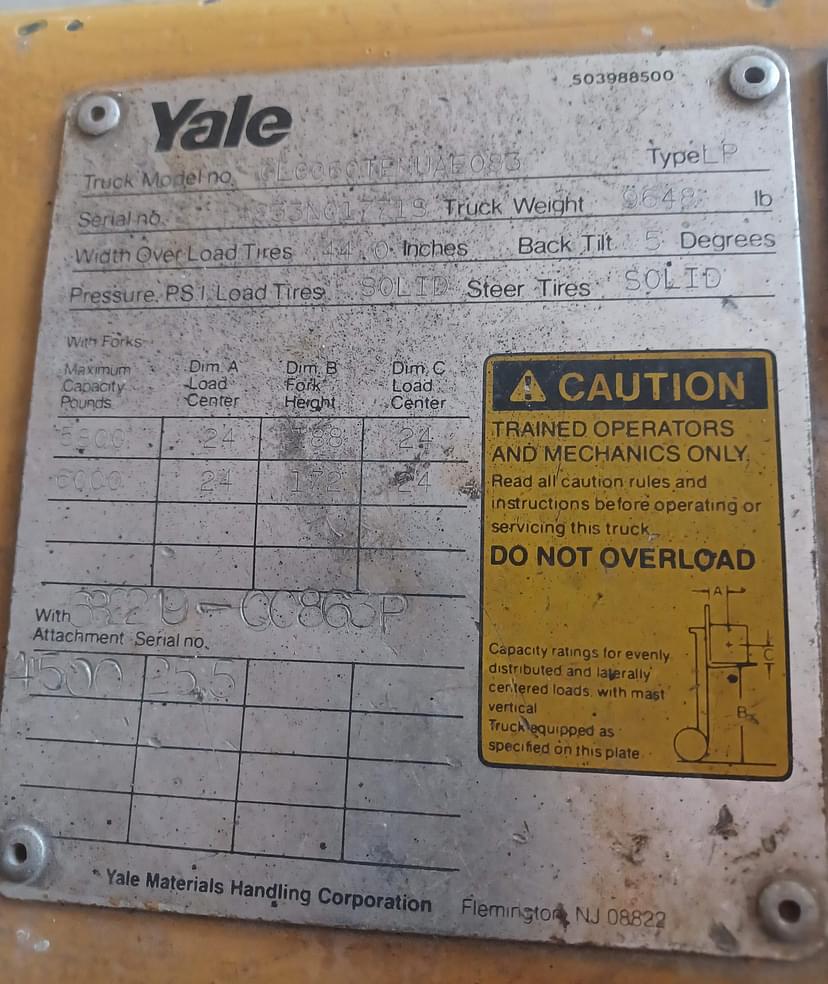 503988500
Yale
Truck Model no. GLC060TENUAE083 Type LP
Serial no. Truck Weight 9648 lb
Width Over Load Tires 44.0 Inches Back Tilt 5 Degrees
Pressure, P.S.I. Load Tires SOLID Steer Tires SOLID
With Forks
Maximum Capacity Pounds
Dim. A Load Center
Dim. B Fork Height
Dim. C Load Center
5900 24 188 24
6000 24 172 24
With
Attachment Serial no.
4500 25.5
CAUTION
TRAINED OPERATORS
AND MECHANICS ONLY.
Read all caution rules and
instructions before operating or
servicing this truck.
DO NOT OVERLOAD
Capacity ratings for evenly
distributed and laterally
centered loads, with mast
vertical
Truck equipped as
specified on this plate.
A
C
B
Yale Materials Handling Corporation Flemington, NJ 08822